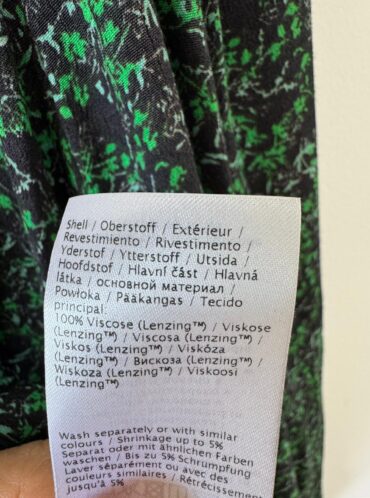 Shell / Oberstoff / Extérieur /
Revestimiento / Rivestimento /
Yderstof / Ytterstoff / Utsida /
Hoofdstof / Hlavní část / Hlavná
látka / основной материал /
Powłoka / Pääkangas / Tecido
principal:
100% Viscose (Lenzing™) / Viskose
(Lenzing™) / Viscosa (Lenzing™) /
Viskos (Lenzing™) / Viskóza
(Lenzing™) / Вискоза (Lenzing™) /
Wiskoza (Lenzing™) / Viskoosi
(Lenzing™)
Wash separately or with similar
colours / Shrinkage up to 5%
Separat oder mit ähnlichen Farben
waschen / Bis zu 5% Schrumpfung
Laver séparément ou avec des
couleurs similaires / Rétrécissement
jusqu'à 5%